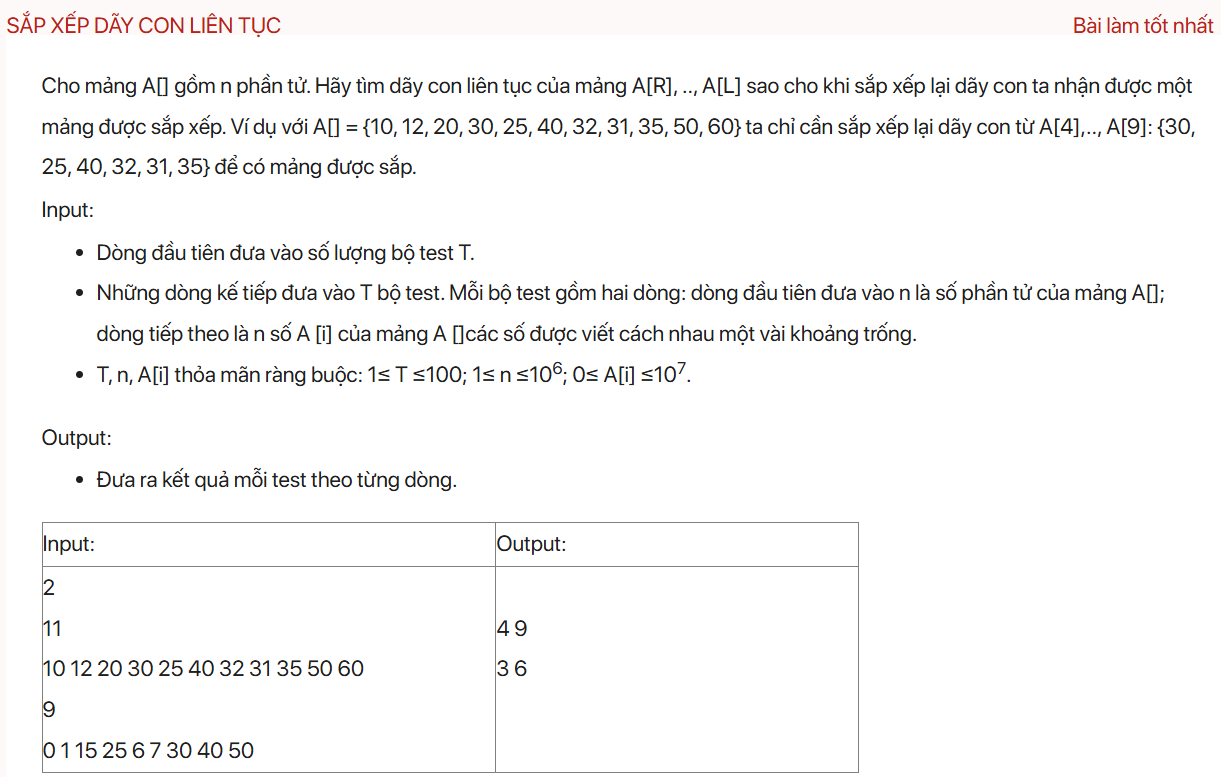 SẮP XẾP DÃY CON LIÊN TỤC
Bài làm tốt nhất
Cho mảng A[] gồm n phần tử. Hãy tìm dãy con liên tục của mảng A[R], .., A[L] sao cho khi sắp xếp lại dãy con ta nhận được một
mảng được sắp xếp. Ví dụ với A[] = {10, 12, 20, 30, 25, 40, 32, 31, 35, 50, 60} ta chỉ cần sắp xếp lại dãy con từ A[4],.., A[9]: {30,
25, 40, 32, 31, 35} để có mảng được sắp.
Input:
• Dòng đầu tiên đưa vào số lượng bộ test T.
• Những dòng kế tiếp đưa vào T bộ test. Mỗi bộ test gồm hai dòng: dòng đầu tiên đưa vào n là số phần tử của mảng A[];
dòng tiếp theo là n số A [i] của mảng A []các số được viết cách nhau một vài khoảng trống.
• T, n, A[i] thỏa mãn ràng buộc: 1≤ T ≤100; 1≤ n ≤10⁶; 0≤ A[i] ≤10⁷.
Output:
• Đưa ra kết quả mỗi test theo từng dòng.
Input:
Output:
2
11
10 12 20 30 25 40 32 31 35 50 60
9
0 1 15 25 6 7 30 40 50
4 9
3 6